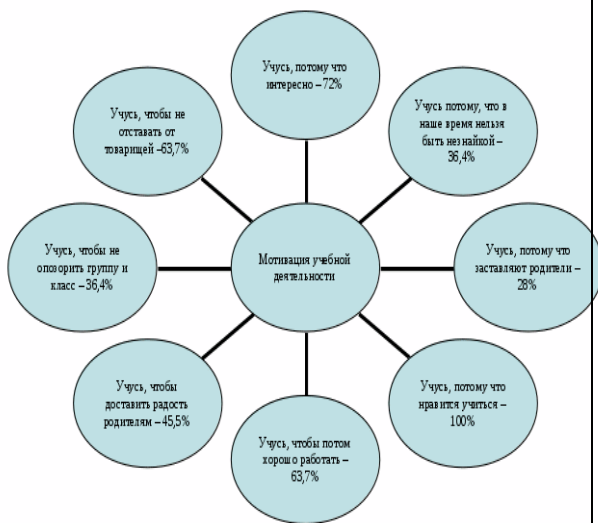 Учусь, потому что
интересно – 72%
Учусь потому, что в
наше время нельзя
быть незнайкой –
36,4%
Учусь, потому что
заставляют родители –
28%
Учусь, потому что
нравится учиться –
100%
Учусь, чтобы потом
хорошо работать –
63,7%
Учусь, чтобы
доставить радость
родителям – 45,5%
Учусь, чтобы не
опозорить группу и
класс – 36,4%
Учусь, чтобы не
отставать от
товарищей –63,7%
Мотивация учебной
деятельности